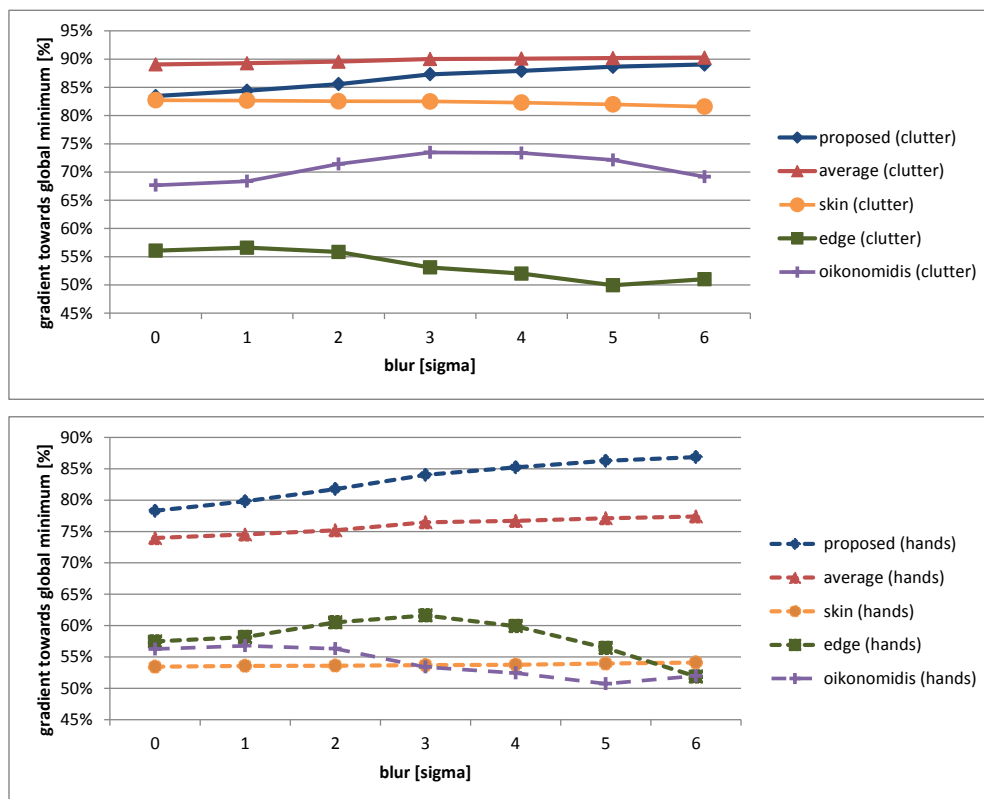 gradient towards global minimum [%]
95%
90%
85%
80%
75%
70%
65%
60%
55%
50%
45%
0 1 2 3 4 5 6
blur [sigma]
proposed (clutter)
average (clutter)
skin (clutter)
edge (clutter)
oikonomidis (clutter)
gradient towards global minimum [%]
90%
85%
80%
75%
70%
65%
60%
55%
50%
45%
0 1 2 3 4 5 6
blur [sigma]
proposed (hands)
average (hands)
skin (hands)
edge (hands)
oikonomidis (hands)